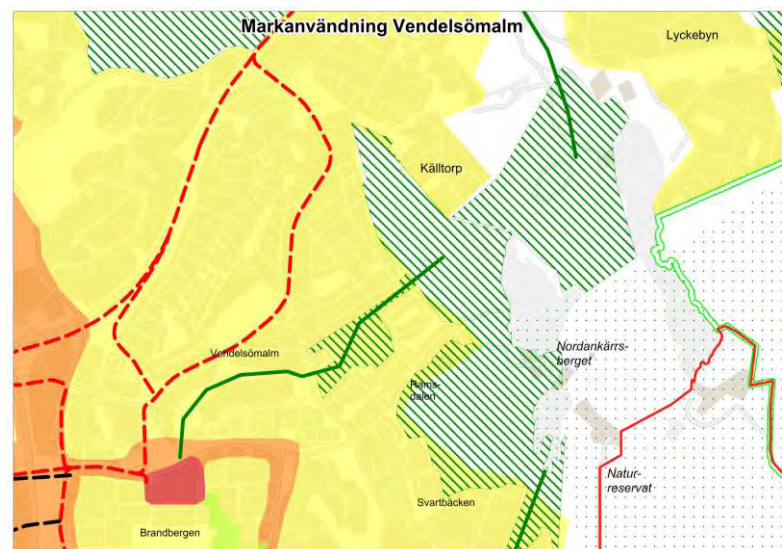 Markanvändning Vendelsömalm
Lyckebyn
Källtorp
Vendelsömalm
Nordankärrs-
berget
Rams-
dalen
Natur-
reservat
Svartbäcken
Brandbergen